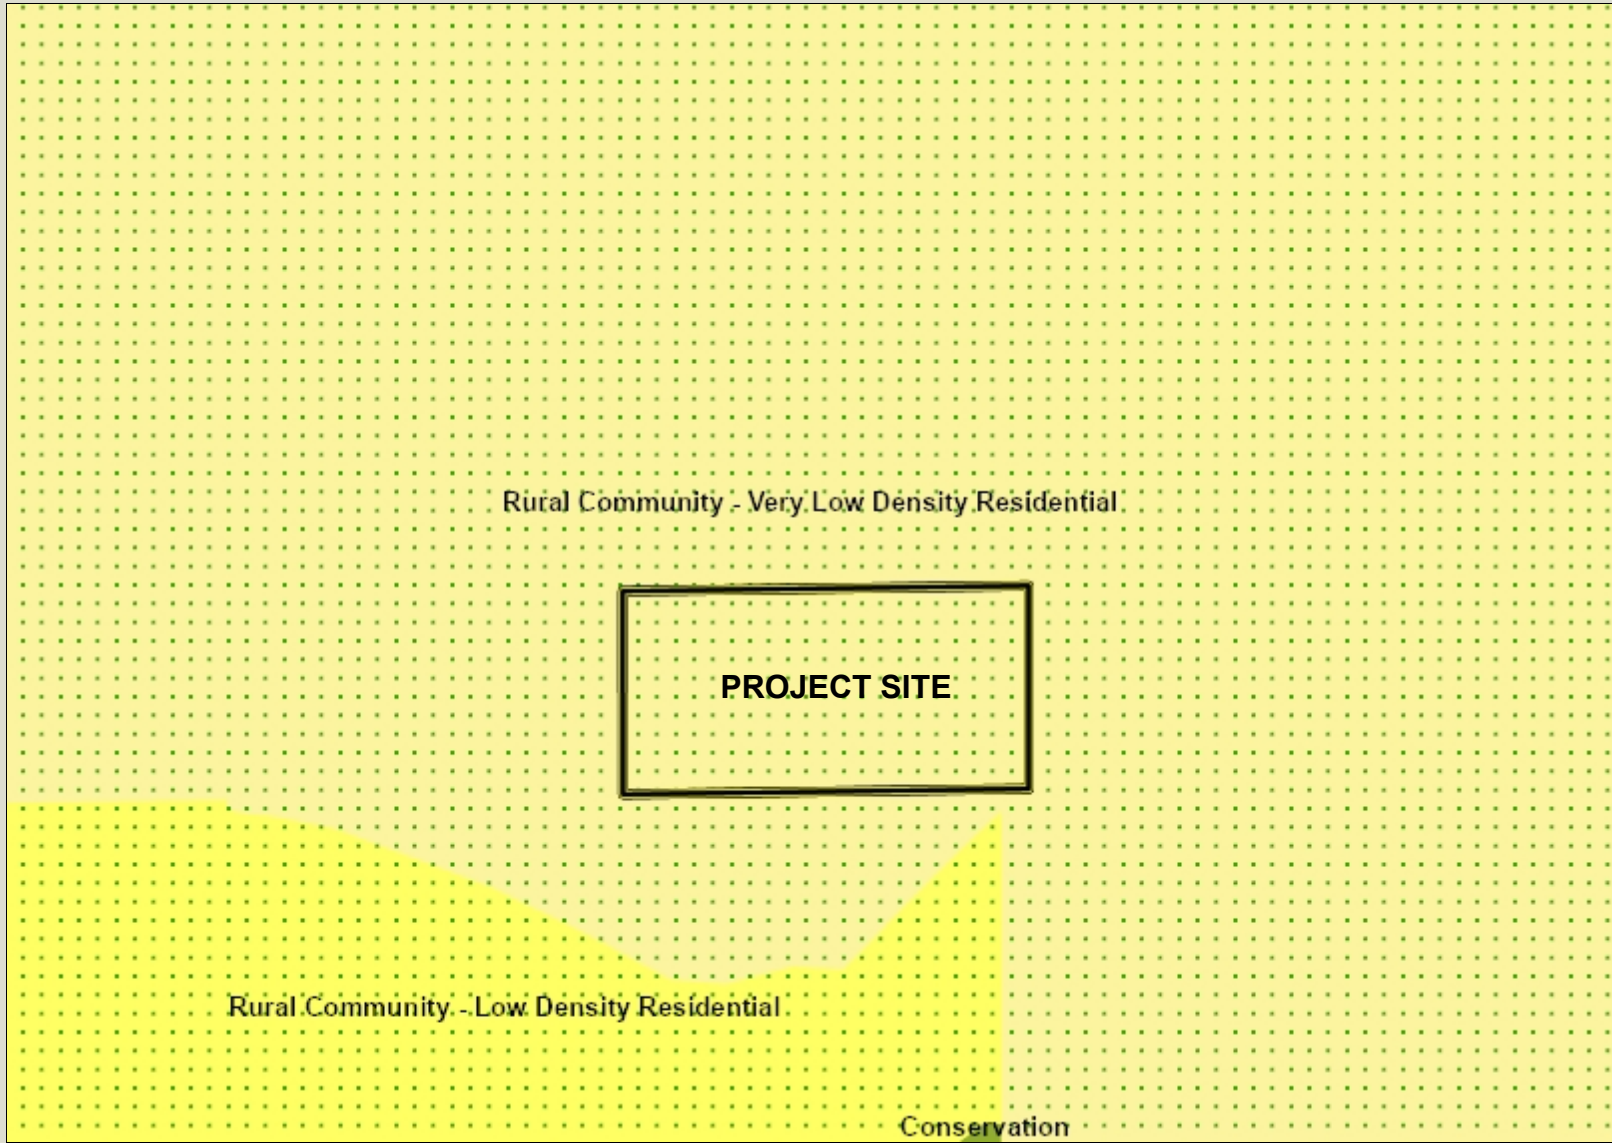 Rural Community - Very Low Density Residential
PROJECT SITE
Rural Community - Low Density Residential
Conservation